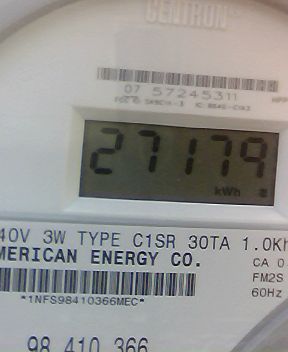 CENTRON
07 57245311
27179
kWh
40V 3W TYPE C1SR 30TA 1.0Kh
MERICAN ENERGY CO.
CA 0
FM2S
60Hz
*1NFS98410366MEC*
98 410 366